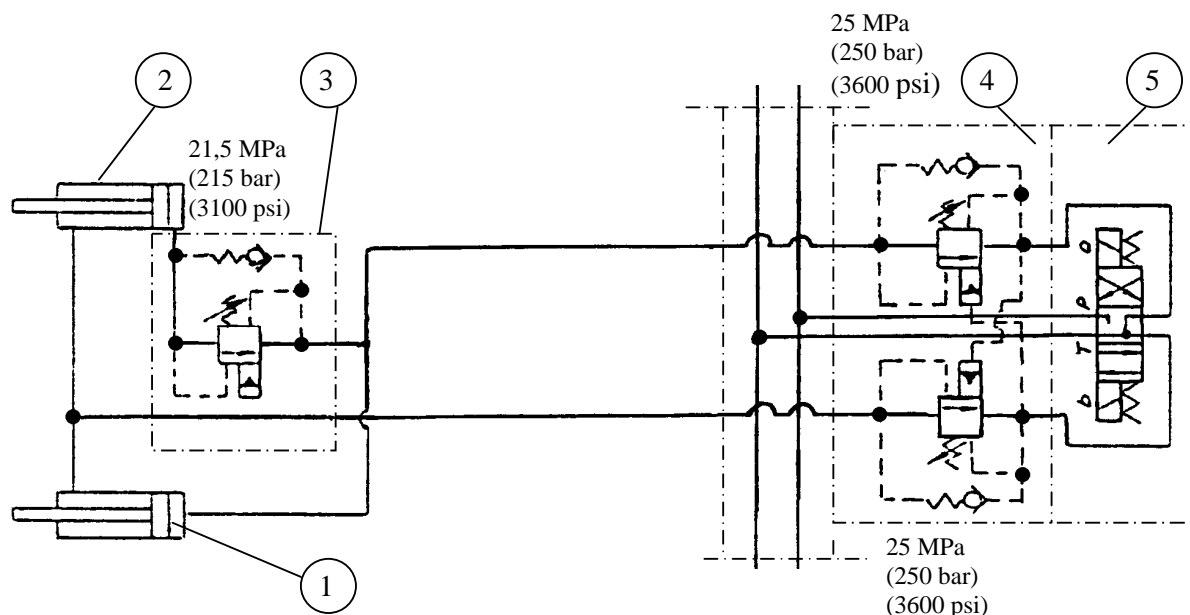 25 MPa
(250 bar)
(3600 psi)
2
3
4
5
21,5 MPa
(215 bar)
(3100 psi)
a
P
T
b
1
25 MPa
(250 bar)
(3600 psi)